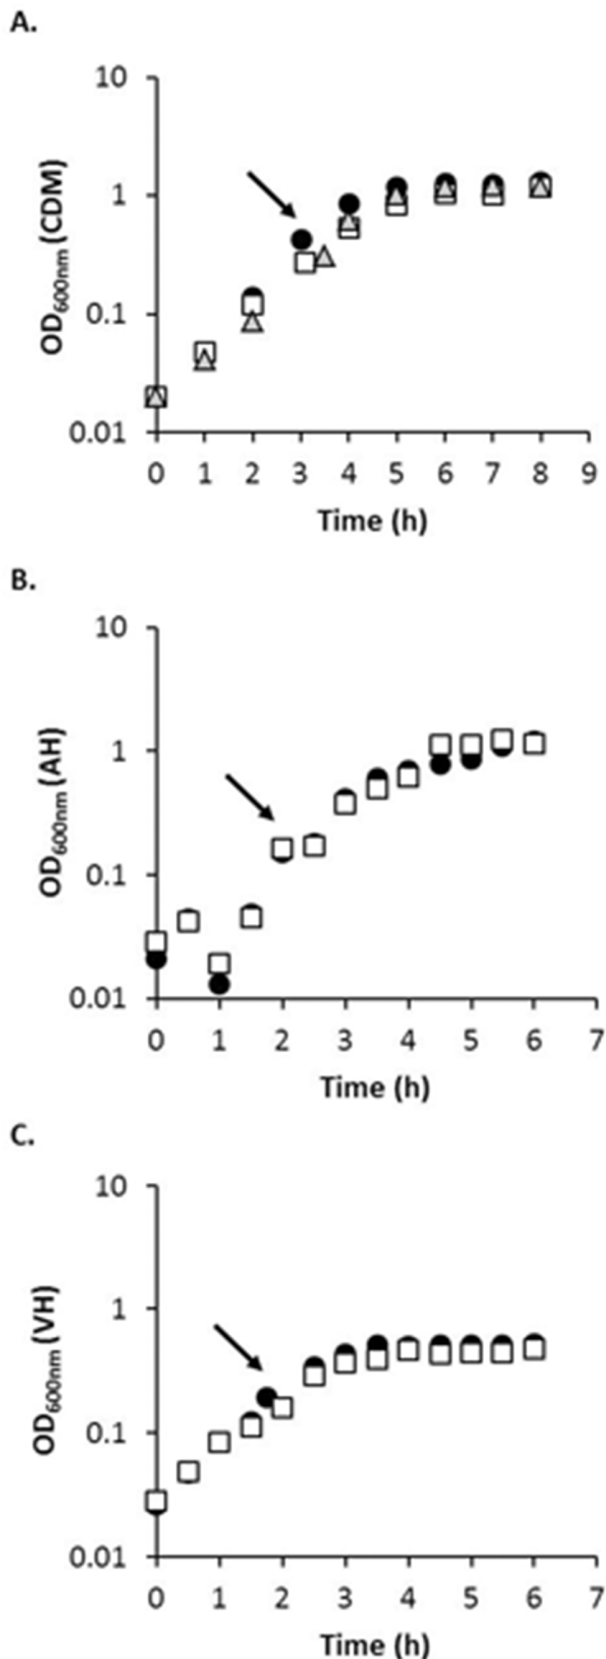 A.
10
1
0.1
0.01
OD600nm (CDM)
0 1 2 3 4 5 6 7 8 9
Time (h)
B.
10
1
0.1
0.01
OD600nm (AH)
0 1 2 3 4 5 6 7
Time (h)
C.
10
1
0.1
0.01
OD600nm (VH)
0 1 2 3 4 5 6 7
Time (h)